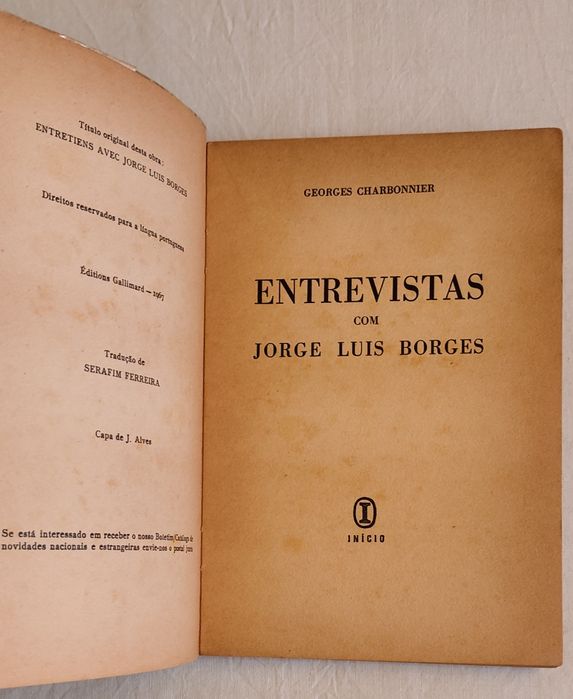 Título original desta obra:
ENTRETIENS AVEC JORGE LUIS BORGES
Direitos reservados para a língua portuguesa
Éditions Gallimard — 1967
Tradução de
SERAFIM FERREIRA
Capa de J. Alves
Se está interessado em receber o nosso Boletim/Catálogo de
novidades nacionais e estrangeiras envie-nos o postal junto
GEORGES CHARBONNIER
ENTREVISTAS
COM
JORGE LUIS BORGES
I
INÍCIO